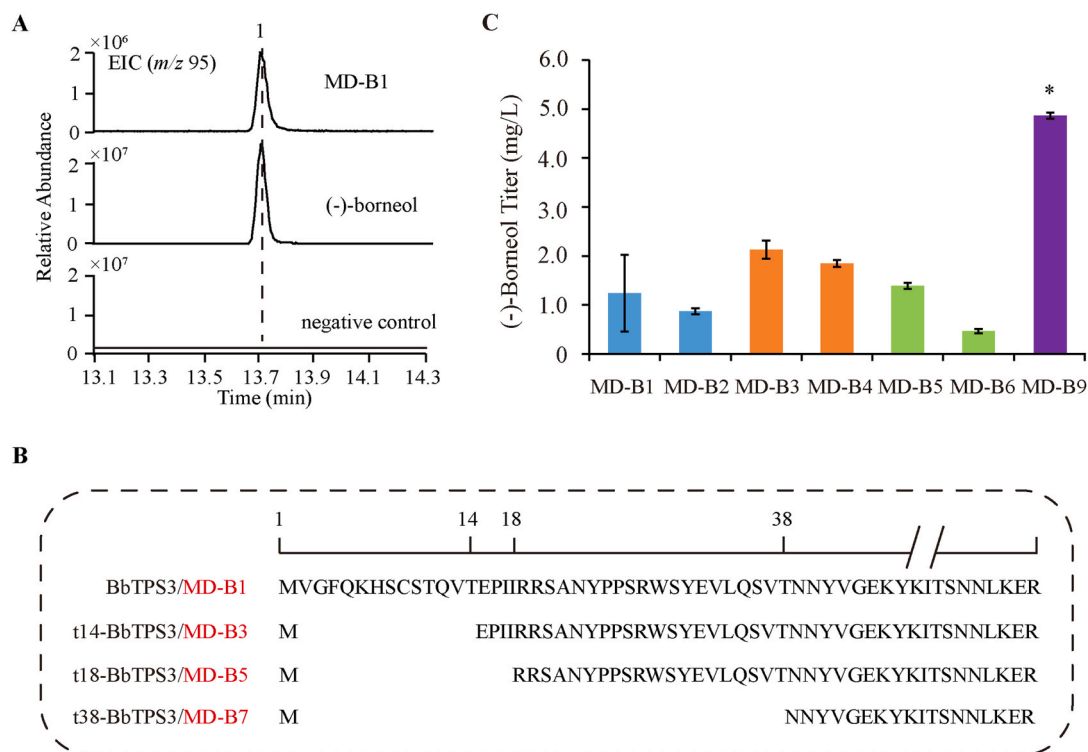 A
1
×10⁶
2
1
0
EIC (m/z 95)
MD-B1
×10⁷
2
1
0
(-)-borneol
×10⁷
2
1
0
negative control
Relative Abundance
13.1 13.3 13.5 13.7 13.9 14.1 14.3
Time (min)
C
(-)-Borneol Titer (mg/L)
6.0
5.0
4.0
3.0
2.0
1.0
0
*
MD-B1 MD-B2 MD-B3 MD-B4 MD-B5 MD-B6 MD-B9
B
1 14 18 38
BbTPS3/MD-B1 MVGFQKHSCSTQVTEPIIRRSANYPPSRWSYEVLQSVTNNYVGEKYKITSNNLKER
t14-BbTPS3/MD-B3 M EPIIRRSANYPPSRWSYEVLQSVTNNYVGEKYKITSNNLKER
t18-BbTPS3/MD-B5 M RRSANYPPSRWSYEVLQSVTNNYVGEKYKITSNNLKER
t38-BbTPS3/MD-B7 M NNYVGEKYKITSNNLKER